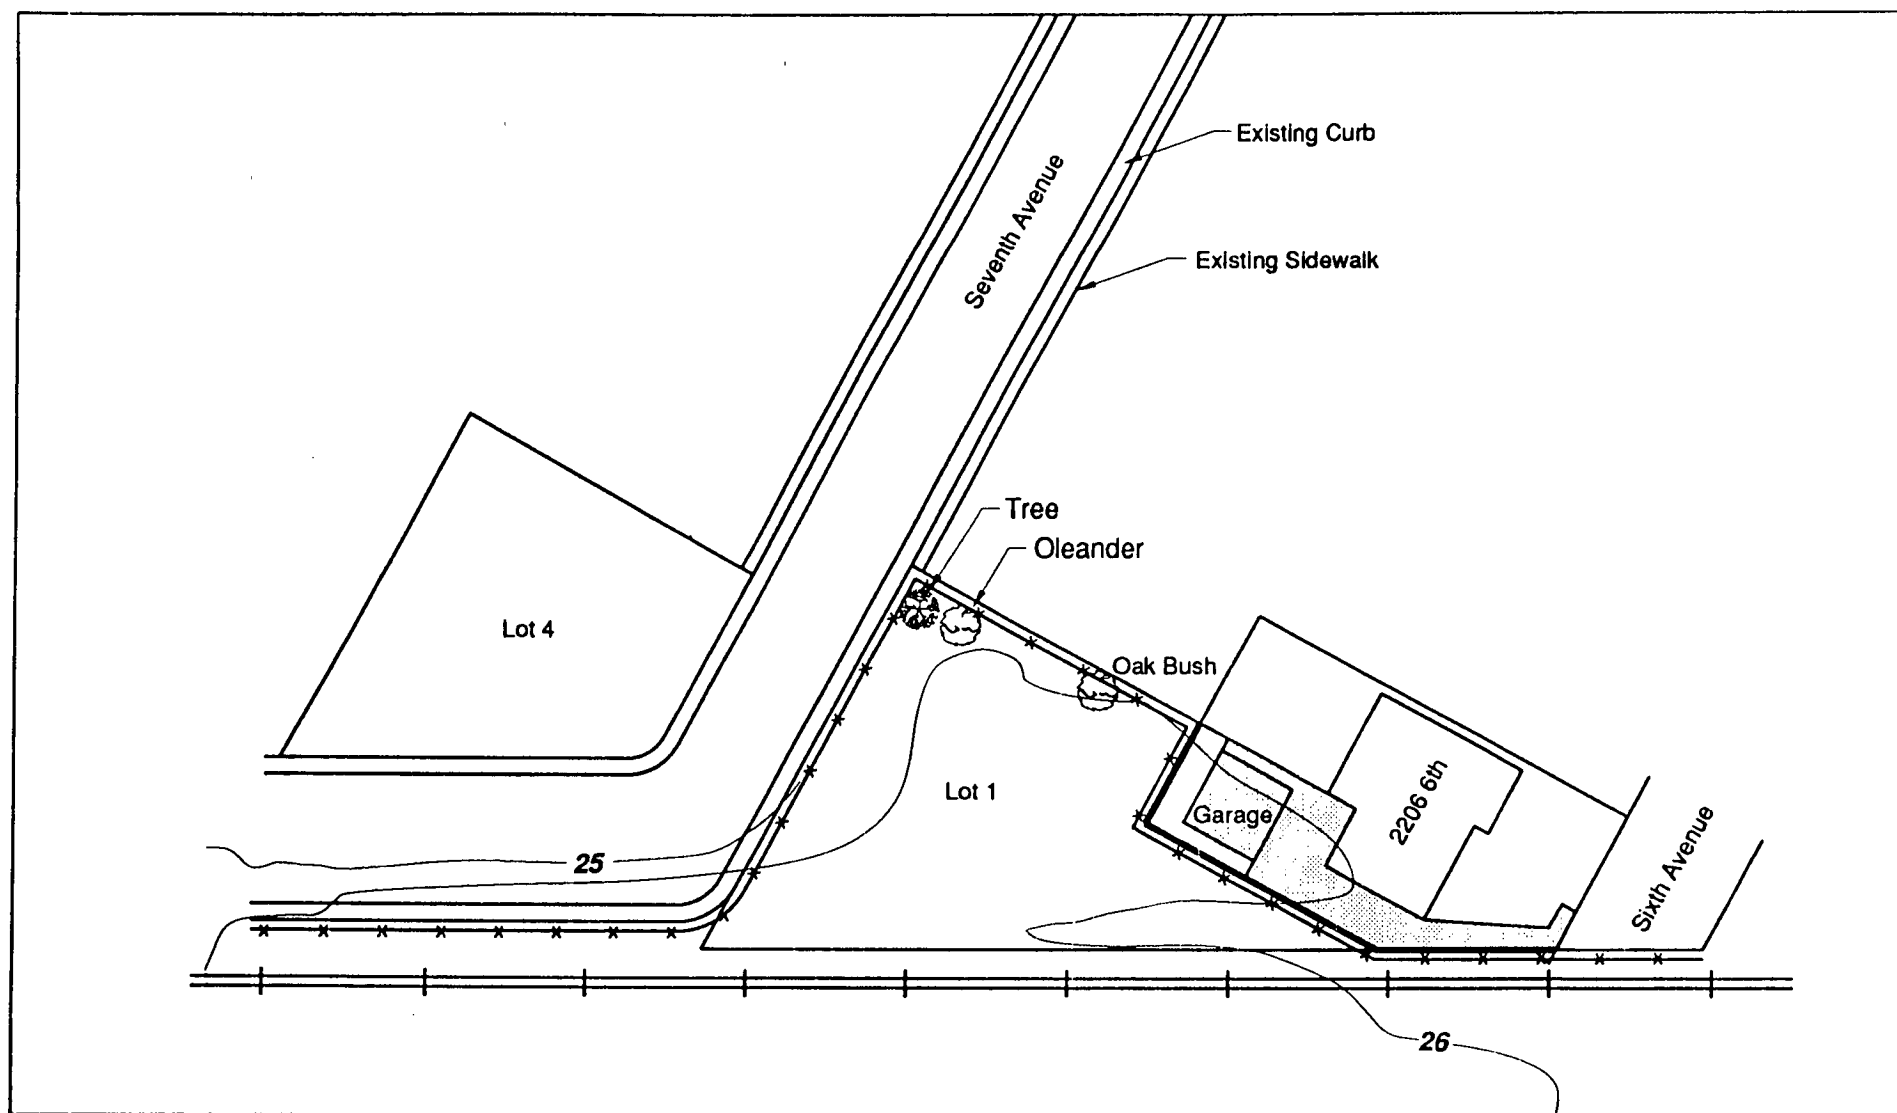 Existing Curb
Seventh Avenue
Existing Sidewalk
Tree
Oleander
Lot 4
Oak Bush
Lot 1
Garage
2206 6th
25
Sixth Avenue
26